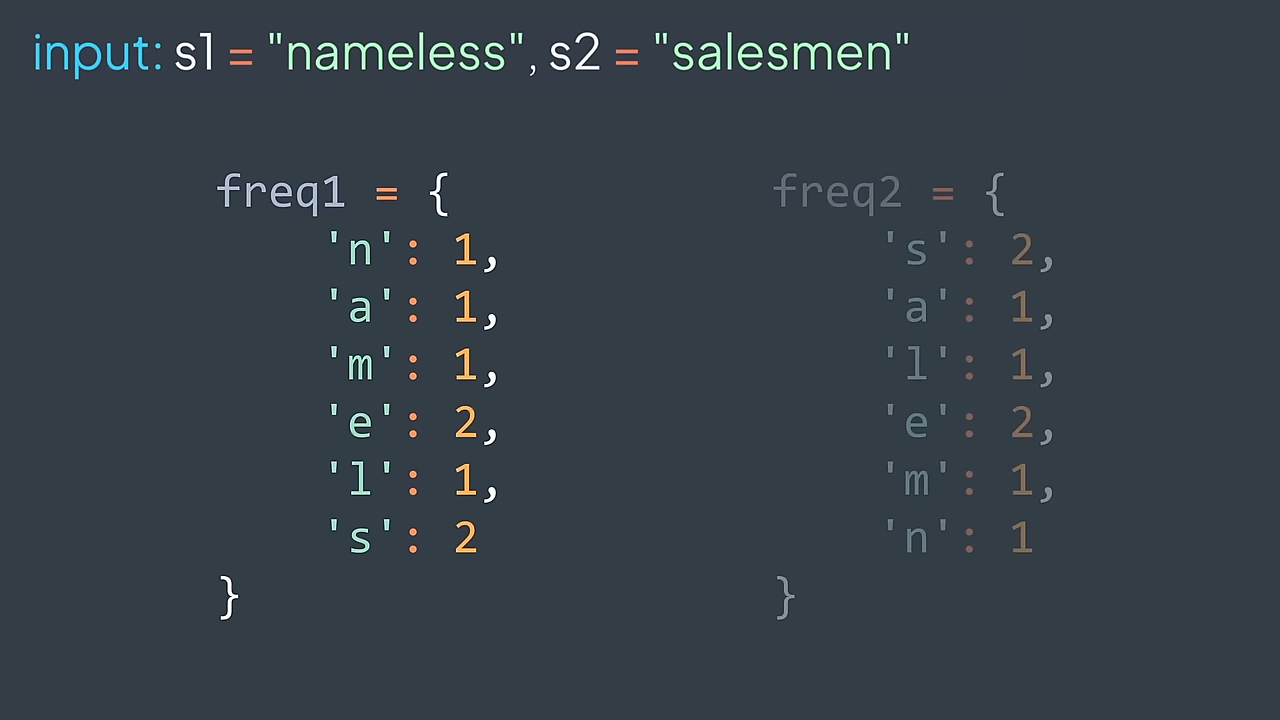 input: s1 = "nameless", s2 = "salesmen"
freq1 = {
'n': 1,
'a': 1,
'm': 1,
'e': 2,
'l': 1,
's': 2
}
freq2 = {
's': 2,
'a': 1,
'l': 1,
'e': 2,
'm': 1,
'n': 1
}